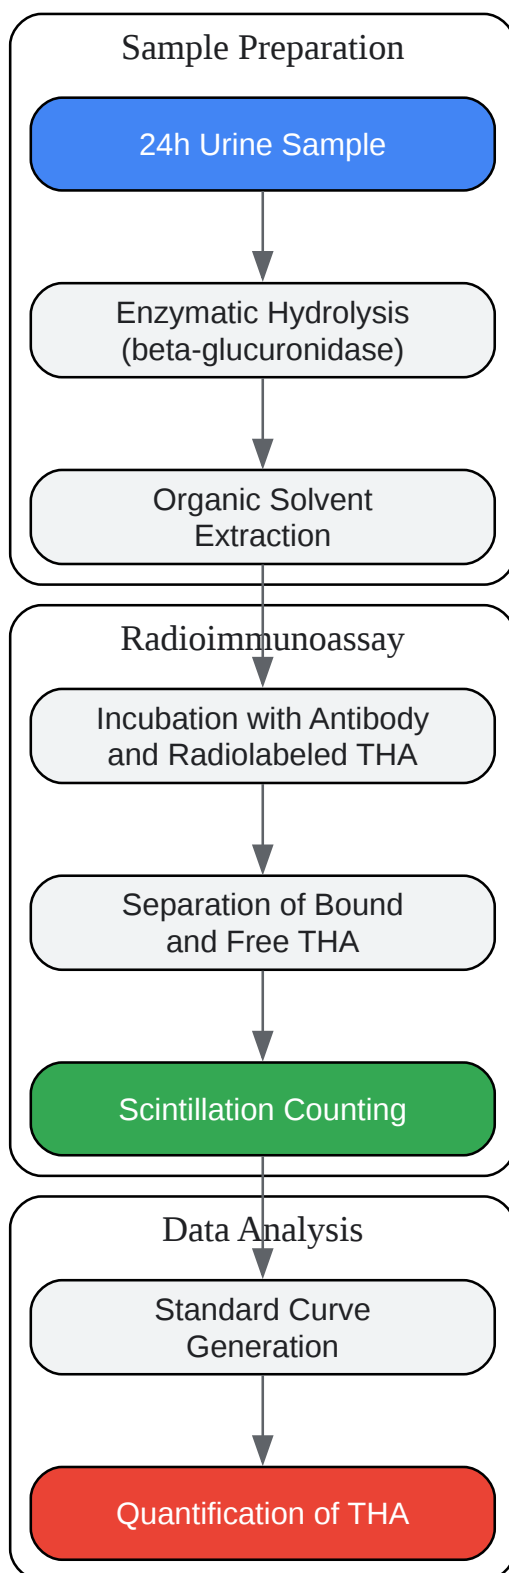 Sample Preparation
24h Urine Sample
Enzymatic Hydrolysis
(beta-glucuronidase)
Organic Solvent
Extraction
Radioimmunoassay
Incubation with Antibody
and Radiolabeled THA
Separation of Bound
and Free THA
Scintillation Counting
Data Analysis
Standard Curve
Generation
Quantification of THA